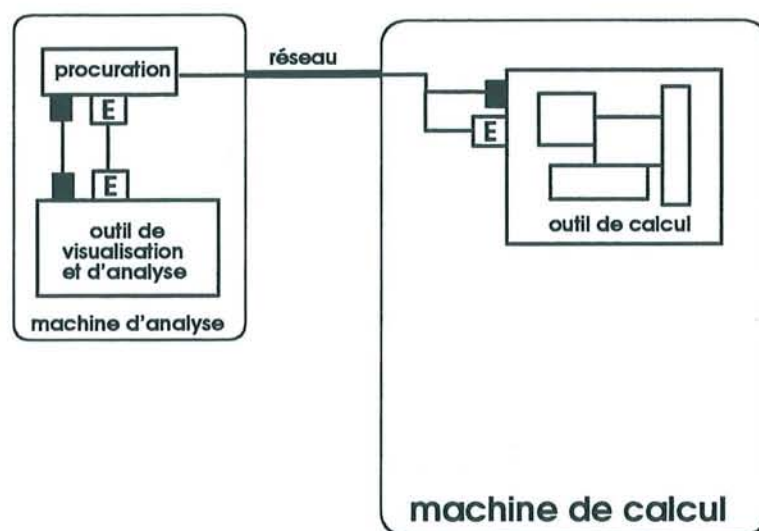 procuration
E
E
outil de
visualisation
et d'analyse
machine d'analyse
réseau
E
outil de calcul
machine de calcul